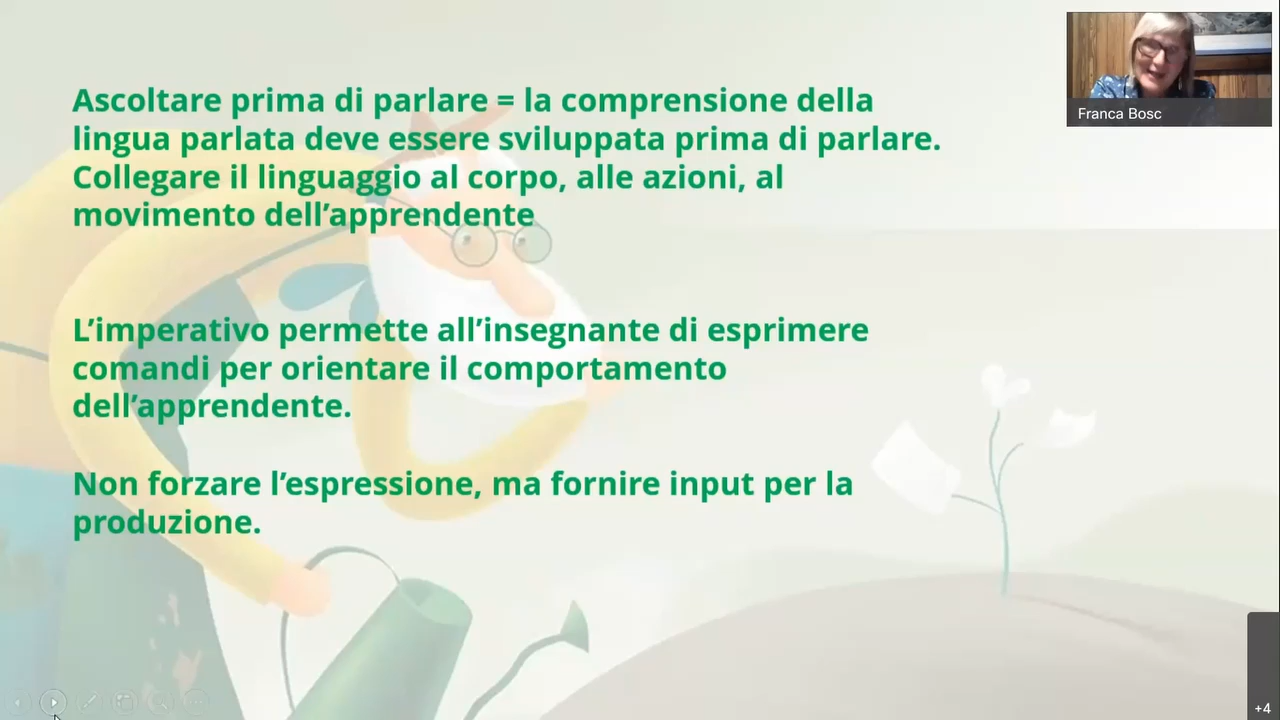 Ascoltare prima di parlare = la comprensione della
lingua parlata deve essere sviluppata prima di parlare.
Collegare il linguaggio al corpo, alle azioni, al
movimento dell’apprendente
L’imperativo permette all’insegnante di esprimere
comandi per orientare il comportamento
dell’apprendente.
Non forzare l’espressione, ma fornire input per la
produzione.
Franca Bosc
+4